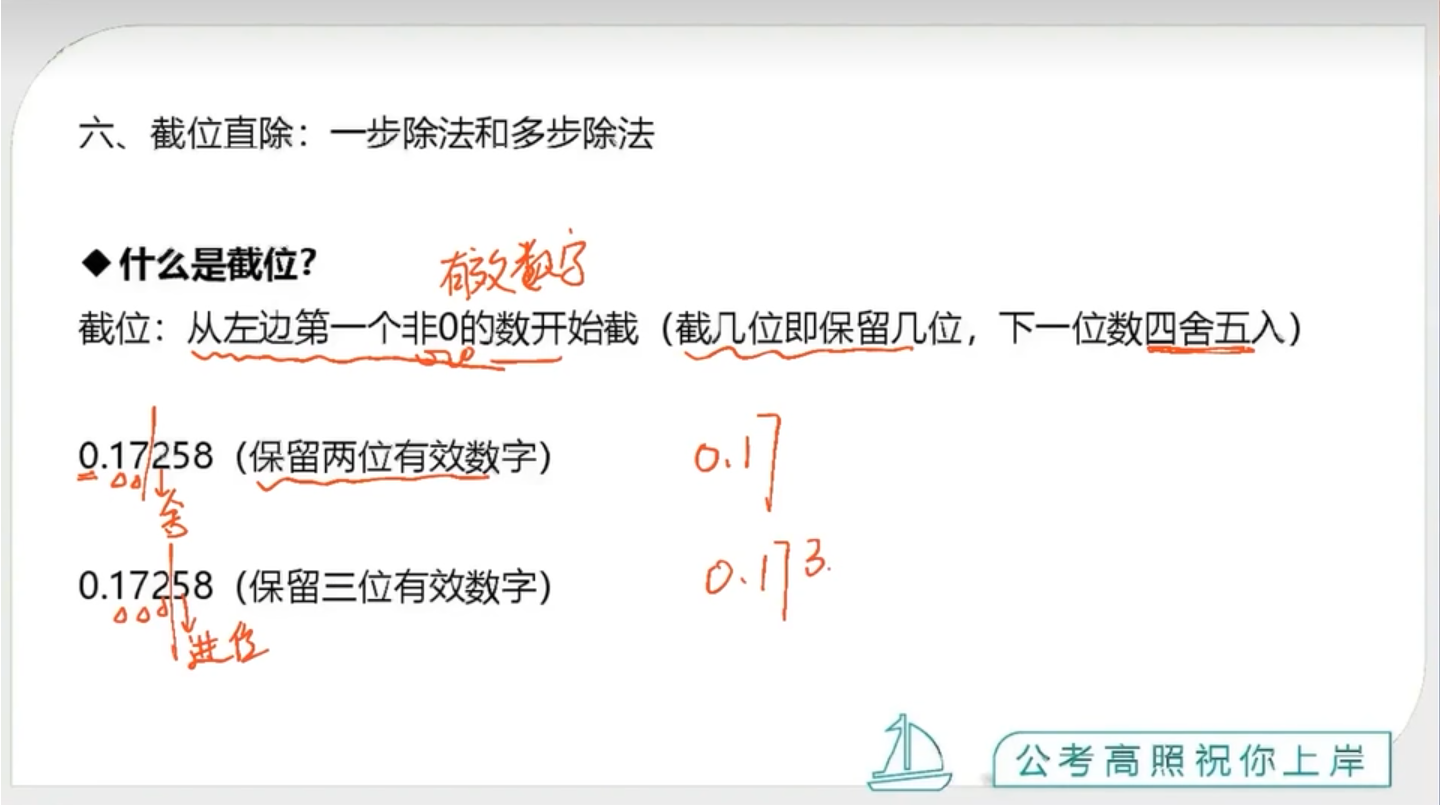 六、截位直除：一步除法和多步除法
◆什么是截位？
有效数字
截位：从左边第一个非0的数开始截（截几位即保留几位，下一位数四舍五入）
0.17258（保留两位有效数字） 0.17
舍
0.17258（保留三位有效数字） 0.173
进位
公考高照祝你上岸